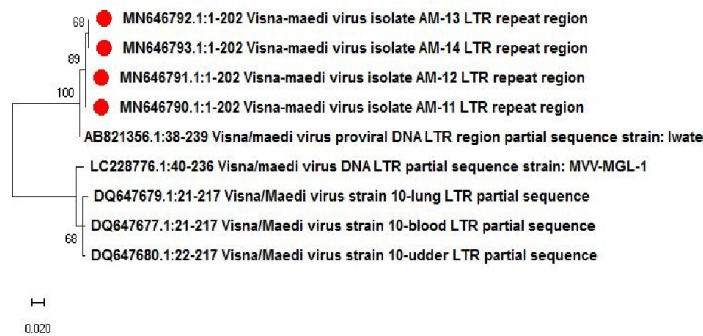 68
MN646792.1:1-202 Visna-maedi virus isolate AM-13 LTR repeat region
MN646793.1:1-202 Visna-maedi virus isolate AM-14 LTR repeat region
89
MN646791.1:1-202 Visna-maedi virus isolate AM-12 LTR repeat region
100
MN646790.1:1-202 Visna-maedi virus isolate AM-11 LTR repeat region
AB821356.1:38-239 Visna/maedi virus proviral DNA LTR region partial sequence strain: Iwate
LC228776.1:40-236 Visna/maedi virus DNA LTR partial sequence strain: MVV-MGL-1
DQ647679.1:21-217 Visna/Maedi virus strain 10-lung LTR partial sequence
DQ647677.1:21-217 Visna/Maedi virus strain 10-blood LTR partial sequence
68
DQ647680.1:22-217 Visna/Maedi virus strain 10-udder LTR partial sequence
0.020